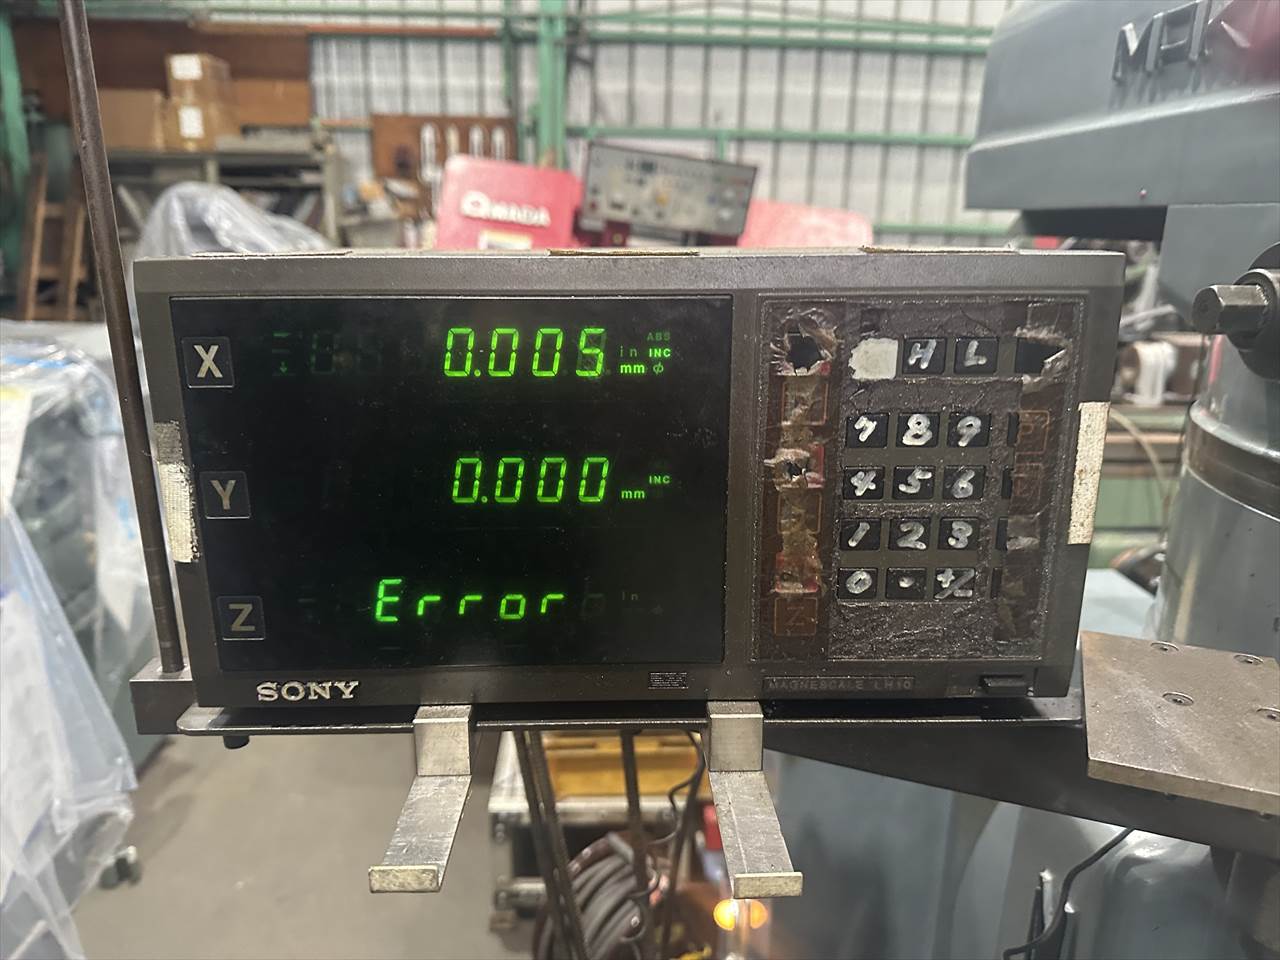 MAK
AMADA
X
0.005
ABS
in INC
mm φ
Y
0.000
INC
mm
Z
Error
in
SONY
MAGNESCALE LH10
H L
7 8 9
4 5 6
1 2 3
0 . +/-